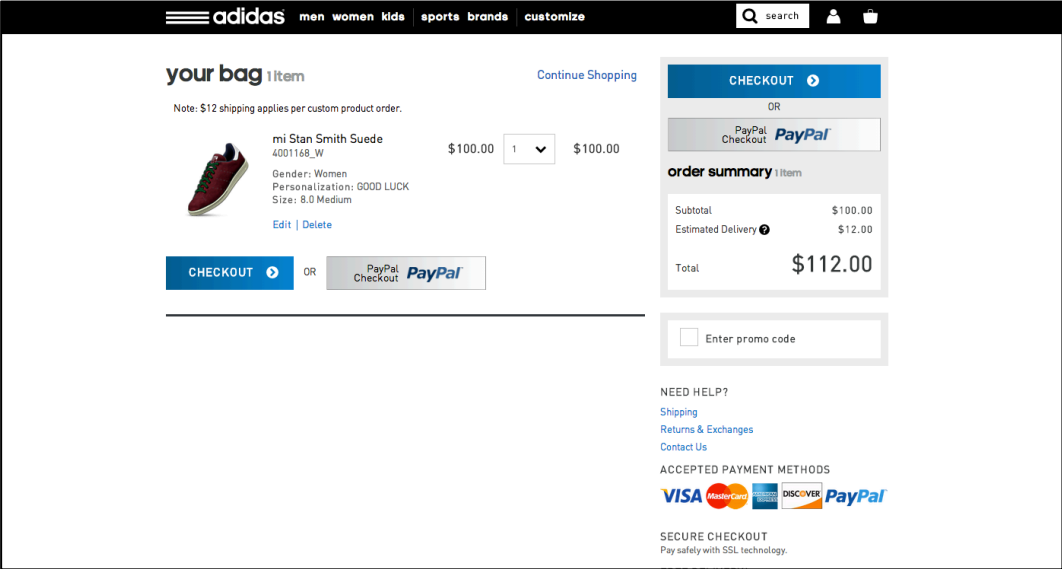 adidas men women kids sports brands customize search
your bag 1 Item
Continue Shopping
Note: $12 shipping applies per custom product order.
mi Stan Smith Suede
4001168_W
$100.00 1 $100.00
Gender: Women
Personalization: GOOD LUCK
Size: 8.0 Medium
Edit | Delete
CHECKOUT OR PayPal Checkout PayPal
CHECKOUT
OR
PayPal
Checkout PayPal
order summary 1 Item
Subtotal $100.00
Estimated Delivery ? $12.00
Total $112.00
Enter promo code
NEED HELP?
Shipping
Returns & Exchanges
Contact Us
ACCEPTED PAYMENT METHODS
VISA MasterCard AMERICAN EXPRESS DISCOVER PayPal
SECURE CHECKOUT
Pay safely with SSL technology.